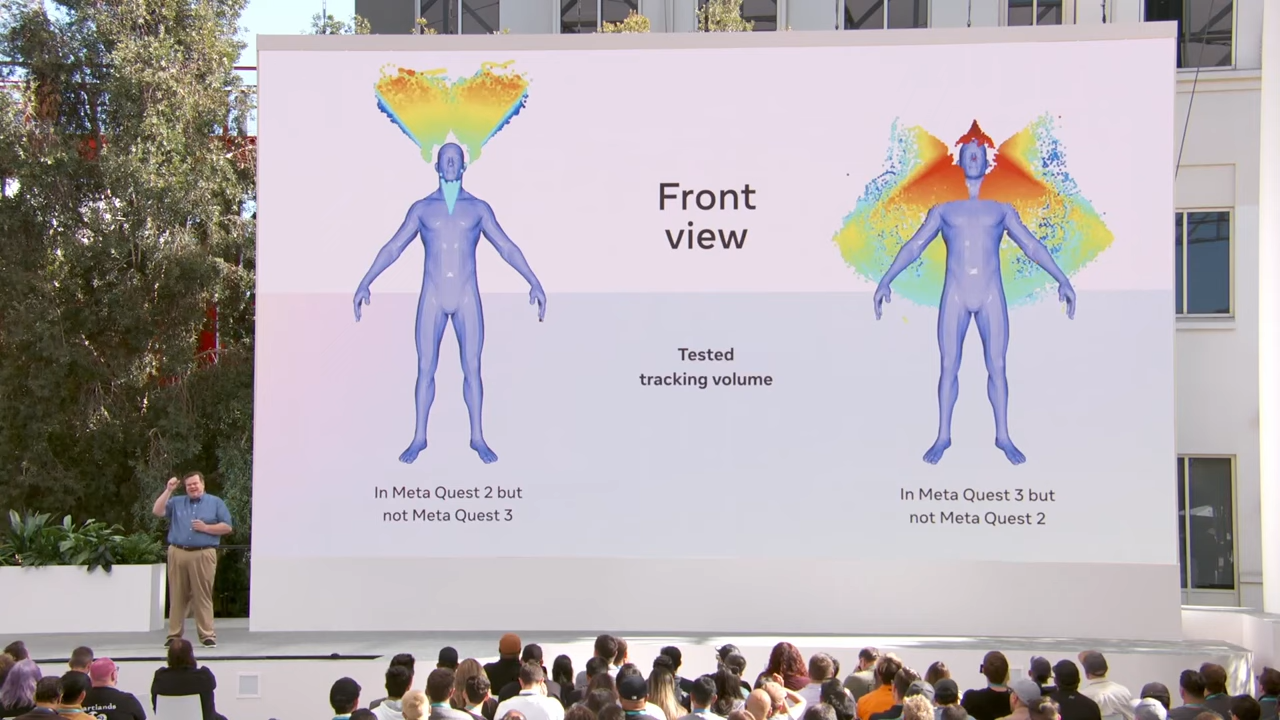 In Meta Quest 2 but
not Meta Quest 3
Front
view
Tested
tracking volume
In Meta Quest 3 but
not Meta Quest 2